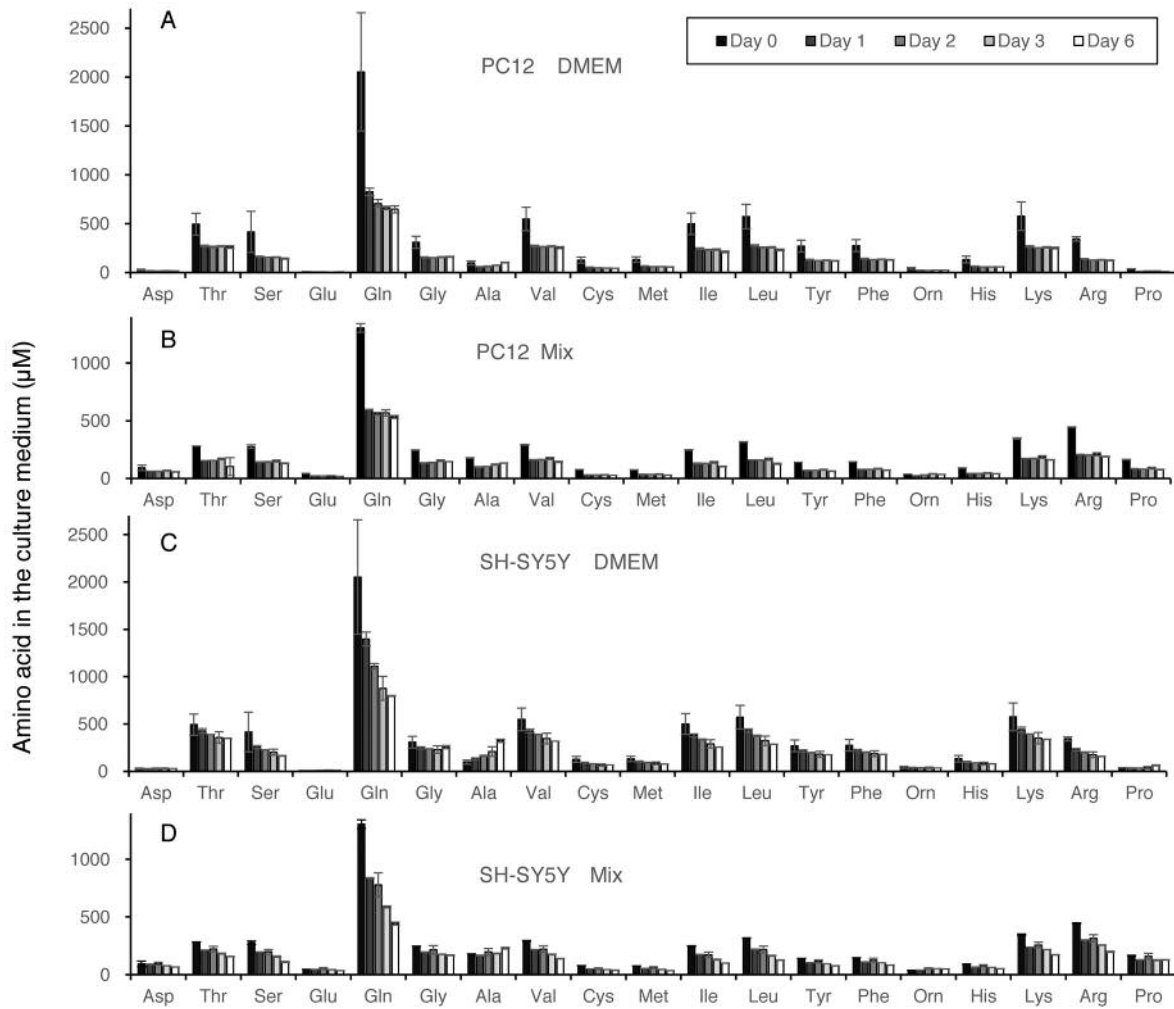 Amino acid in the culture medium (µM)
A
PC12 DMEM
Day 0 Day 1 Day 2 Day 3 Day 6
2500
2000
1500
1000
500
0
Asp Thr Ser Glu Gln Gly Ala Val Cys Met Ile Leu Tyr Phe Orn His Lys Arg Pro
B
PC12 Mix
1000
500
0
Asp Thr Ser Glu Gln Gly Ala Val Cys Met Ile Leu Tyr Phe Orn His Lys Arg Pro
C
SH-SY5Y DMEM
2500
2000
1500
1000
500
0
Asp Thr Ser Glu Gln Gly Ala Val Cys Met Ile Leu Tyr Phe Orn His Lys Arg Pro
D
SH-SY5Y Mix
1000
500
0
Asp Thr Ser Glu Gln Gly Ala Val Cys Met Ile Leu Tyr Phe Orn His Lys Arg Pro